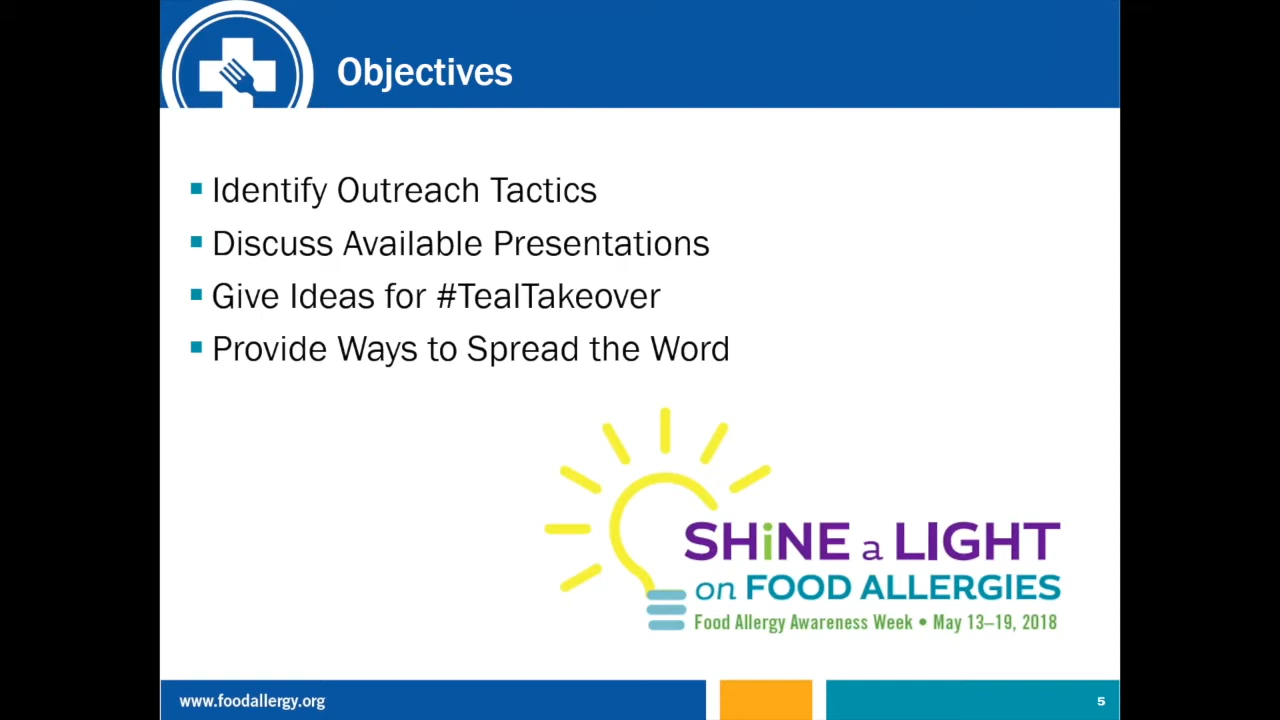 Objectives
Identify Outreach Tactics
Discuss Available Presentations
Give Ideas for #TealTakeover
Provide Ways to Spread the Word
SHiNE a LIGHT
on FOOD ALLERGIES
Food Allergy Awareness Week • May 13–19, 2018
www.foodallergy.org
5